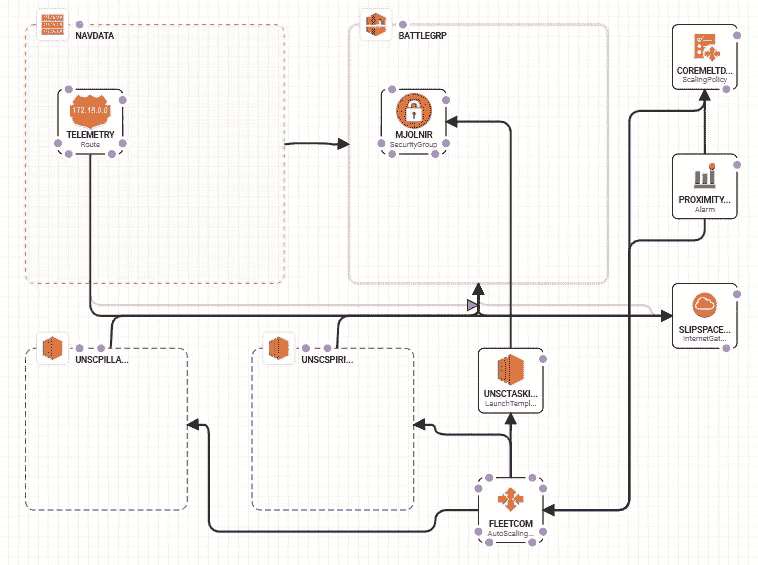 NAVDATA
BATTLEGRP
COREMELTD...
ScalingPolicy
172.16.0.0
TELEMETRY
Route
MJOLNIR
SecurityGroup
PROXIMITY...
Alarm
SLIPSPACE...
InternetGat...
UNSCPILLA...
UNSCSPIRI...
UNSCTASKI...
LaunchTempl...
FLEETCOM
AutoScaling...